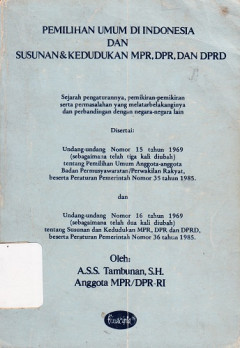 PEMILIHAN UMUM DI INDONESIA
DAN
SUSUNAN & KEDUDUKAN MPR, DPR, DAN DPRD
Sejarah pengaturannya, pemikiran-pemikiran
serta permasalahan yang melatarbelakanginya
dan perbandingan dengan negara-negara lain
Disertai:
Undang-undang Nomor 15 tahun 1969
(sebagaimana telah tiga kali diubah)
tentang Pemilihan Umum Anggota-anggota
Badan Permusyawaratan/Perwakilan Rakyat,
beserta Peraturan Pemerintah Nomor 35 tahun 1985.
dan
Undang-undang Nomor 16 tahun 1969
(sebagaimana telah dua kali diubah)
tentang Susunan dan Kedudukan MPR, DPR dan DPRD,
beserta Peraturan Pemerintah Nomor 36 tahun 1985.
Oleh:
A.S.S. Tambunan, S.H.
Anggota MPR/DPR-RI
Binacipta